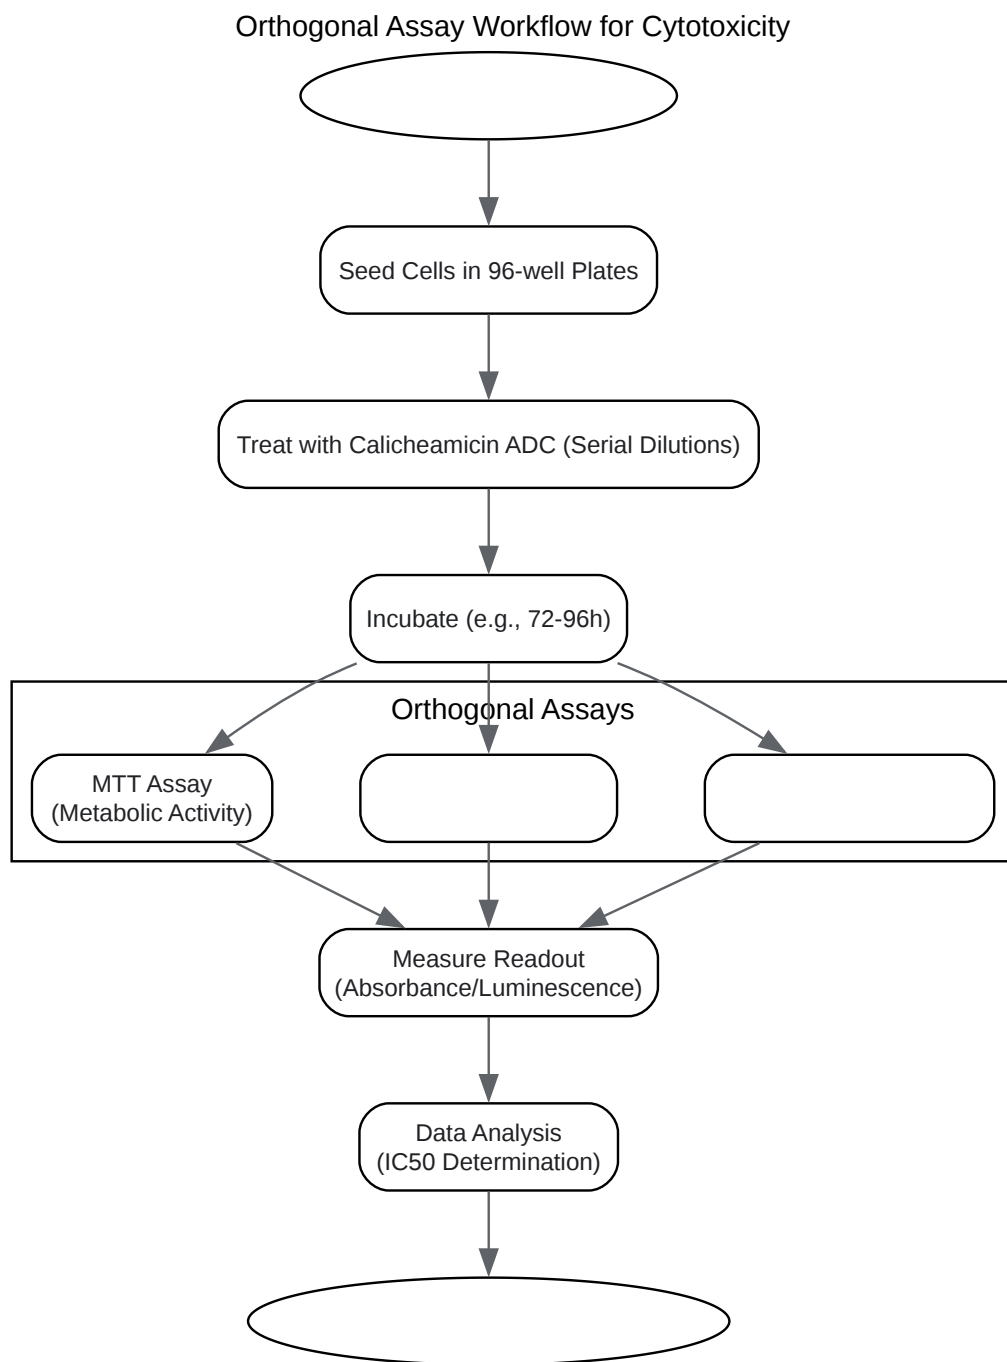 Orthogonal Assay Workflow for Cytotoxicity
Seed Cells in 96-well Plates
Treat with Calicheamicin ADC (Serial Dilutions)
Incubate (e.g., 72-96h)
Orthogonal Assays
MTT Assay
(Metabolic Activity)
Measure Readout
(Absorbance/Luminescence)
Data Analysis
(IC50 Determination)